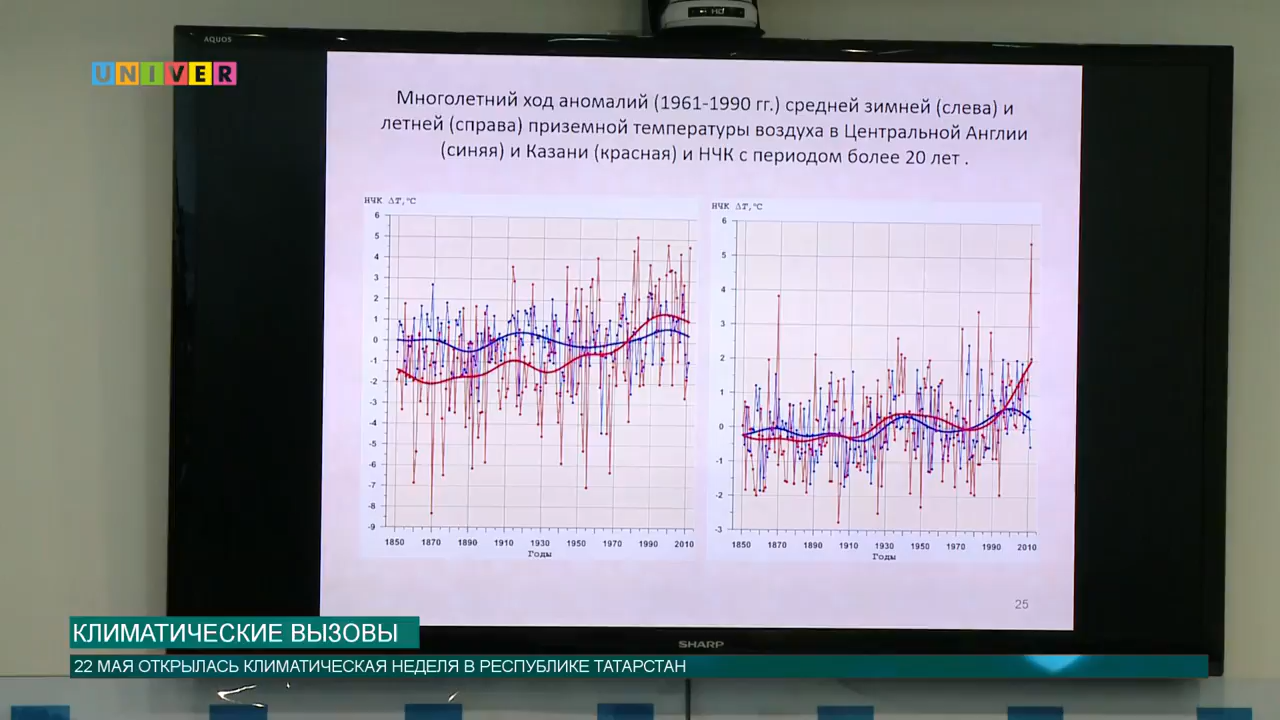 HD
AQUOS
UNIVER
Многолетний ход аномалий (1961-1990 гг.) средней зимней (слева) и
летней (справа) приземной температуры воздуха в Центральной Англии
(синяя) и Казани (красная) и НЧК с периодом более 20 лет .
НЧК ΔT,°C
6
5
4
3
2
1
0
-1
-2
-3
-4
-5
-6
-7
-8
-9
1850 1870 1890 1910 1930 1950 1970 1990 2010
Годы
НЧК ΔT,°C
6
5
4
3
2
1
0
-1
-2
-3
1850 1870 1890 1910 1930 1950 1970 1990 2010
Годы
25
SHARP
КЛИМАТИЧЕСКИЕ ВЫЗОВЫ
22 МАЯ ОТКРЫЛАСЬ КЛИМАТИЧЕСКАЯ НЕДЕЛЯ В РЕСПУБЛИКЕ ТАТАРСТАН